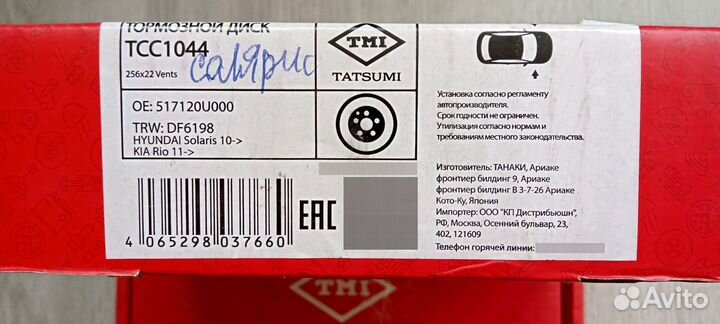 ТОРМОЗНОЙ ДИСК
TCC1044
256x22 Vents
солярис
TMI
TATSUMI
OE: 517120U000
TRW: DF6198
HYUNDAI Solaris 10->
KIA Rio 11->
4 065298 037660
EAC
Установка согласно регламенту
автопроизводителя.
Срок годности не ограничен.
Утилизация согласно нормам и
требованиям местного законодательства.
Изготовитель: ТАНАКИ, Ариаке
фронтиер билдинг 9, Ариаке
фронтиер билдинг В 3-7-26 Ариаке
Кото-Ку, Япония
Импортер: ООО "КП Дистрибьюшн",
РФ, Москва, Осенний бульвар, 23,
402, 121609
Телефон горячей линии:
TMI
Avito